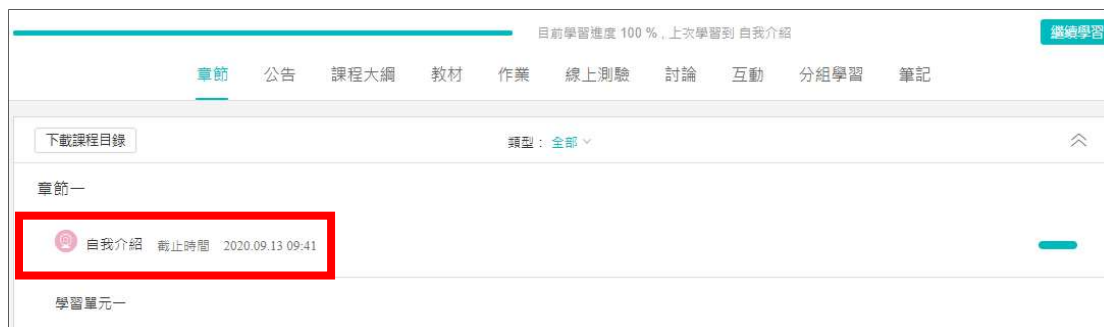 目前學習進度 100 % , 上次學習到 自我介紹 繼續學習
章節 公告 課程大綱 教材 作業 線上測驗 討論 互動 分組學習 筆記
下載課程目錄 類型： 全部
章節一
自我介紹 截止時間 2020.09.13 09:41
學習單元一